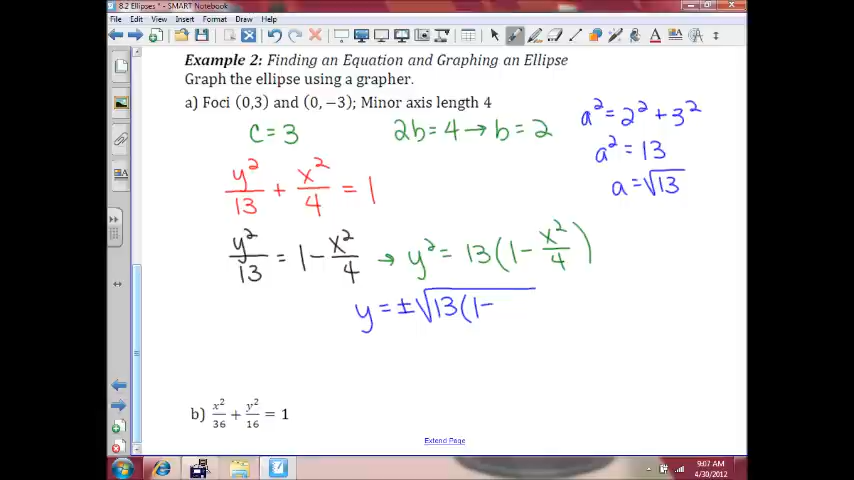 8.2 Ellipses * - SMART Notebook
File Edit View Insert Format Draw Help
Example 2: Finding an Equation and Graphing an Ellipse
Graph the ellipse using a grapher.
a) Foci (0,3) and (0, −3); Minor axis length 4
c = 3 2b = 4 → b = 2
a² = 2² + 3²
a² = 13
a = √13
y²/13 + x²/4 = 1
y²/13 = 1 − x²/4 → y² = 13(1 − x²/4)
y = ±√13(1−
b) x²/36 + y²/16 = 1
Extend Page
9:07 AM
4/30/2012